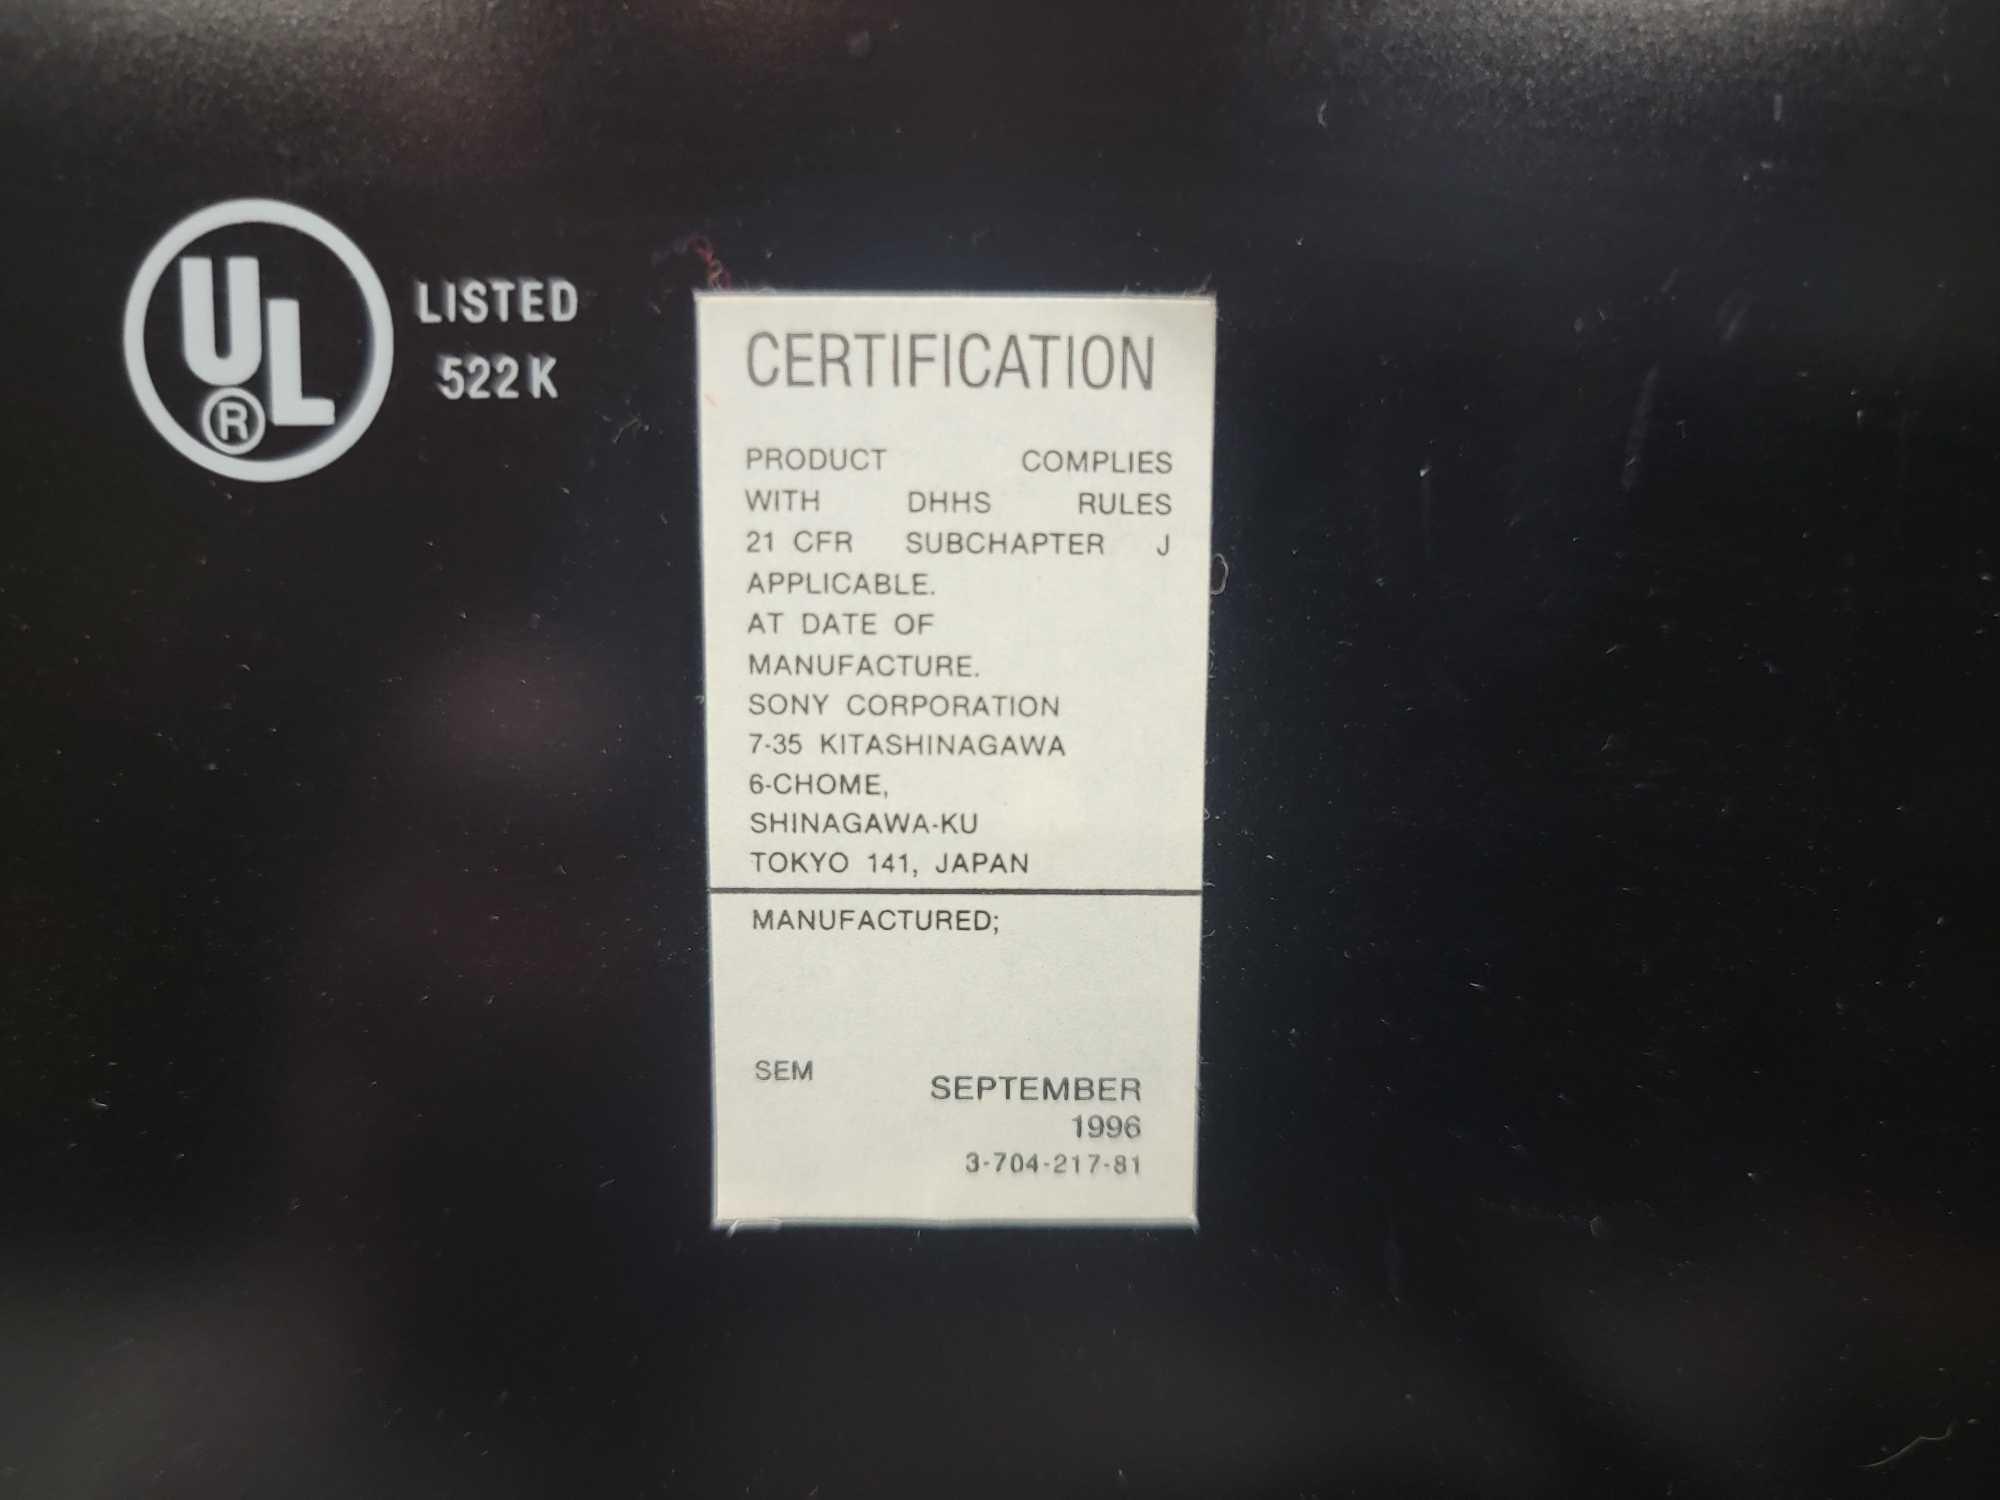 UL
®
LISTED
522K
CERTIFICATION
PRODUCT COMPLIES
WITH DHHS RULES
21 CFR SUBCHAPTER J
APPLICABLE.
AT DATE OF
MANUFACTURE.
SONY CORPORATION
7-35 KITASHINAGAWA
6-CHOME,
SHINAGAWA-KU
TOKYO 141, JAPAN
MANUFACTURED;
SEM
SEPTEMBER
1996
3-704-217-81